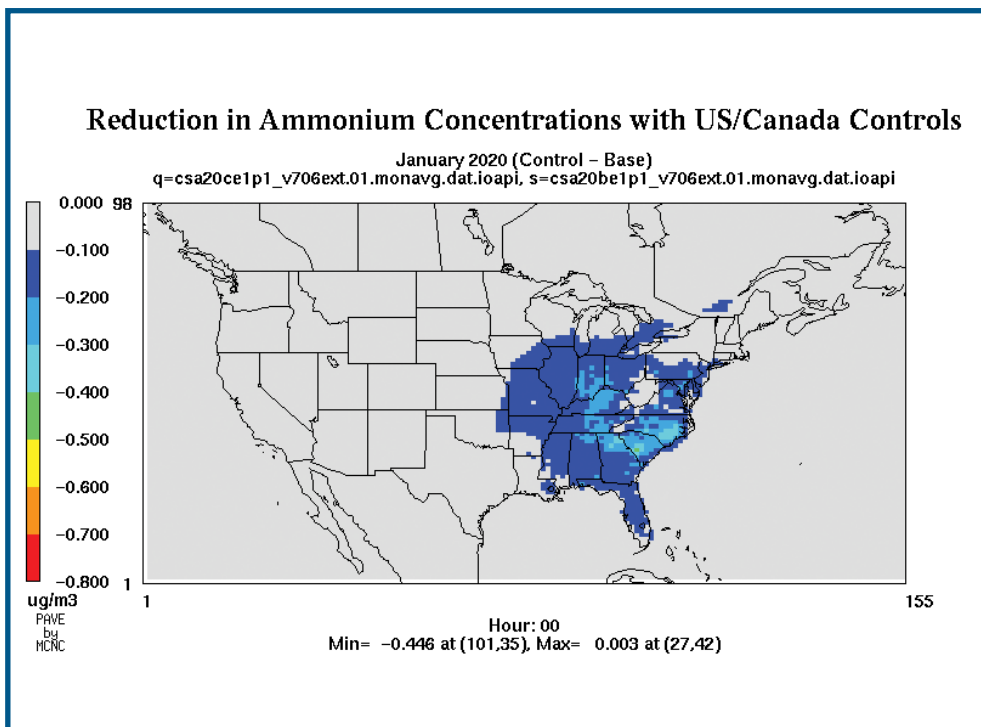 Reduction in Ammonium Concentrations with US/Canada Controls
January 2020 (Control – Base)
q=csa20ce1p1_v706ext.01.monavg.dat.ioapi, s=csa20be1p1_v706ext.01.monavg.dat.ioapi
0.000
−0.100
−0.200
−0.300
−0.400
−0.500
−0.600
−0.700
−0.800
ug/m3
PAVE
by
MCNC
98
1
1
155
Hour: 00
Min= −0.446 at (101,35), Max= 0.003 at (27,42)